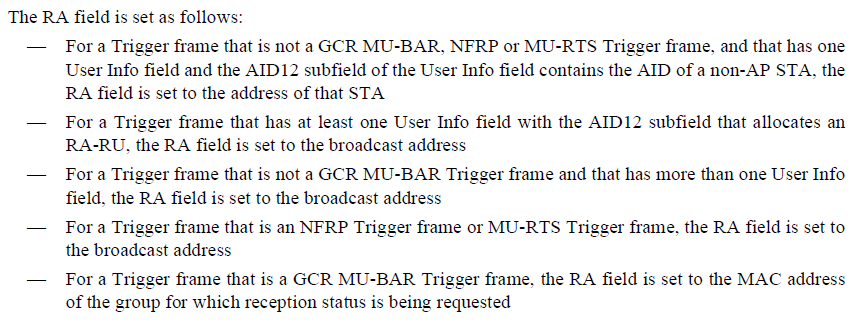 The RA field is set as follows:
— For a Trigger frame that is not a GCR MU-BAR, NFRP or MU-RTS Trigger frame, and that has one
User Info field and the AID12 subfield of the User Info field contains the AID of a non-AP STA, the
RA field is set to the address of that STA
— For a Trigger frame that has at least one User Info field with the AID12 subfield that allocates an
RA-RU, the RA field is set to the broadcast address
— For a Trigger frame that is not a GCR MU-BAR Trigger frame and that has more than one User Info
field, the RA field is set to the broadcast address
— For a Trigger frame that is an NFRP Trigger frame or MU-RTS Trigger frame, the RA field is set to
the broadcast address
— For a Trigger frame that is a GCR MU-BAR Trigger frame, the RA field is set to the MAC address
of the group for which reception status is being requested